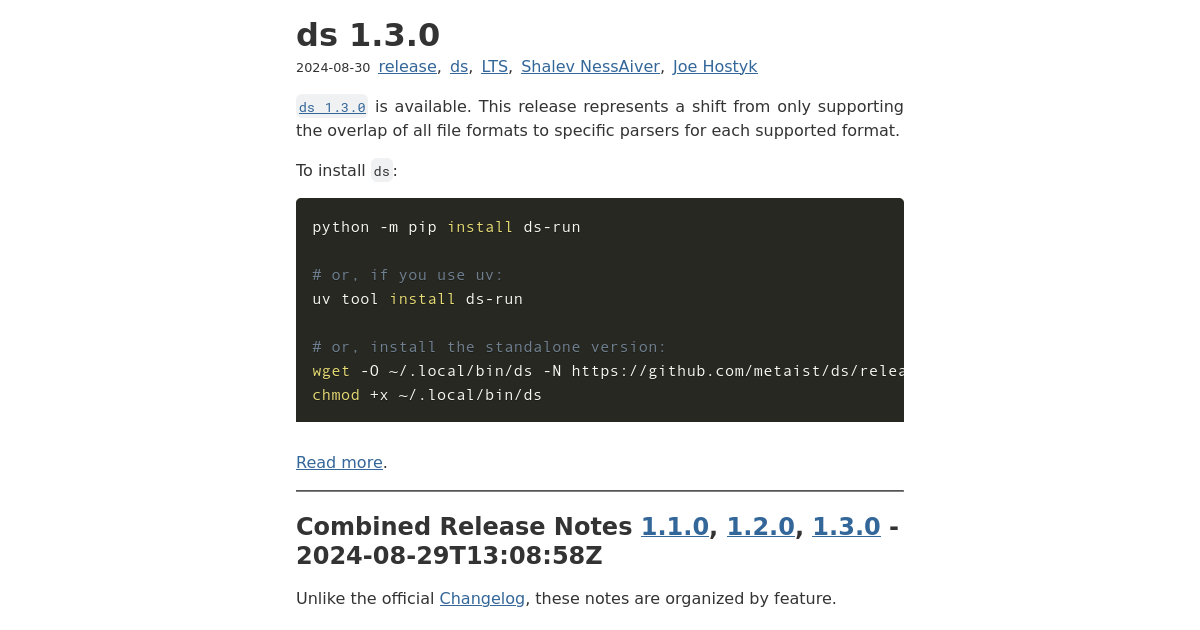 ds 1.3.0
2024-08-30 release, ds, LTS, Shalev NessAiver, Joe Hostyk
ds 1.3.0 is available. This release represents a shift from only supporting
the overlap of all file formats to specific parsers for each supported format.
To install ds:
python -m pip install ds-run
# or, if you use uv:
uv tool install ds-run
# or, install the standalone version:
wget -O ~/.local/bin/ds -N https://github.com/metaist/ds/relea
chmod +x ~/.local/bin/ds
Read more.
Combined Release Notes 1.1.0, 1.2.0, 1.3.0 -
2024-08-29T13:08:58Z
Unlike the official Changelog, these notes are organized by feature.